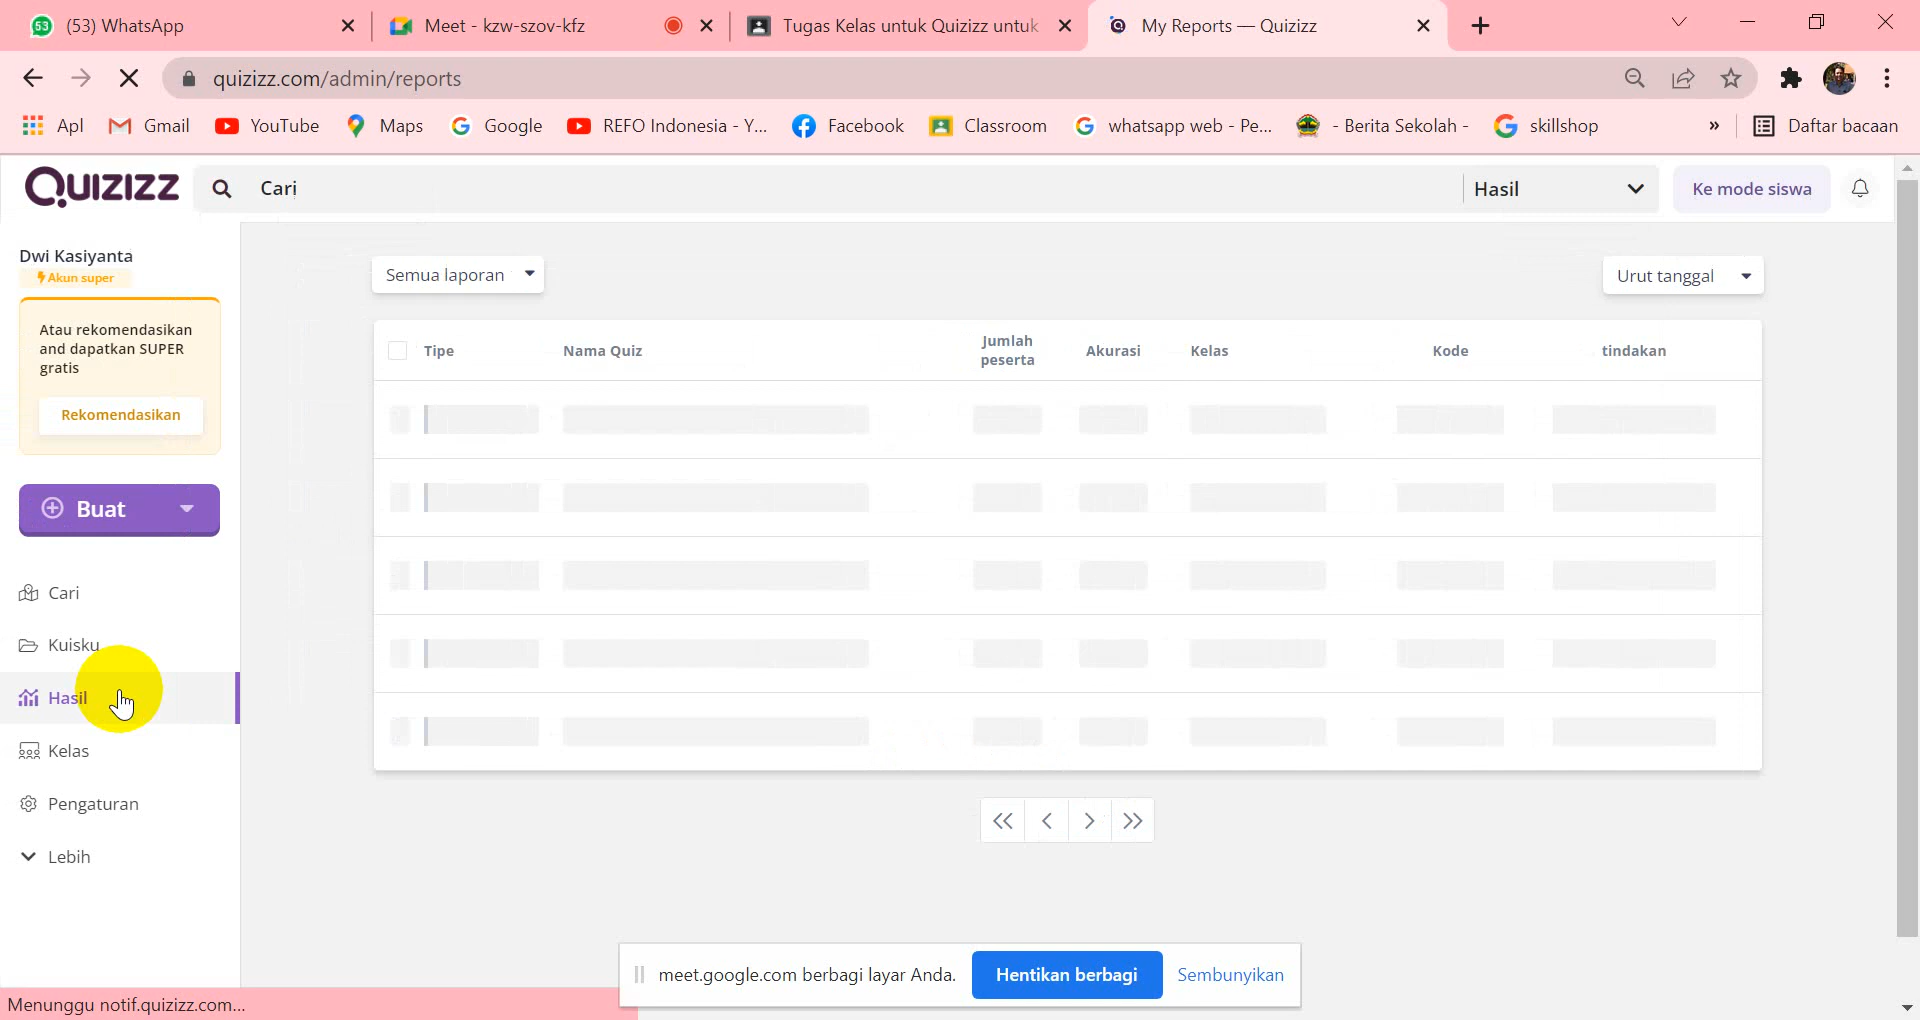 53 (53) WhatsApp
Meet - kzw-szov-kfz
Tugas Kelas untuk Quizizz untuk
My Reports — Quizizz
quizizz.com/admin/reports
Apl
Gmail
YouTube
Maps
Google
REFO Indonesia - Y...
Facebook
Classroom
whatsapp web - Pe...
- Berita Sekolah -
skillshop
»
Daftar bacaan
Quizizz
Cari
Hasil
Ke mode siswa
Dwi Kasiyanta
Akun super
Atau rekomendasikan
and dapatkan SUPER
gratis
Rekomendasikan
Buat
Cari
Kuisku
Hasil
Kelas
Pengaturan
Lebih
Semua laporan
Urut tanggal
Tipe
Nama Quiz
Jumlah
peserta
Akurasi
Kelas
Kode
tindakan
meet.google.com berbagi layar Anda.
Hentikan berbagi
Sembunyikan
Menunggu notif.quizizz.com...